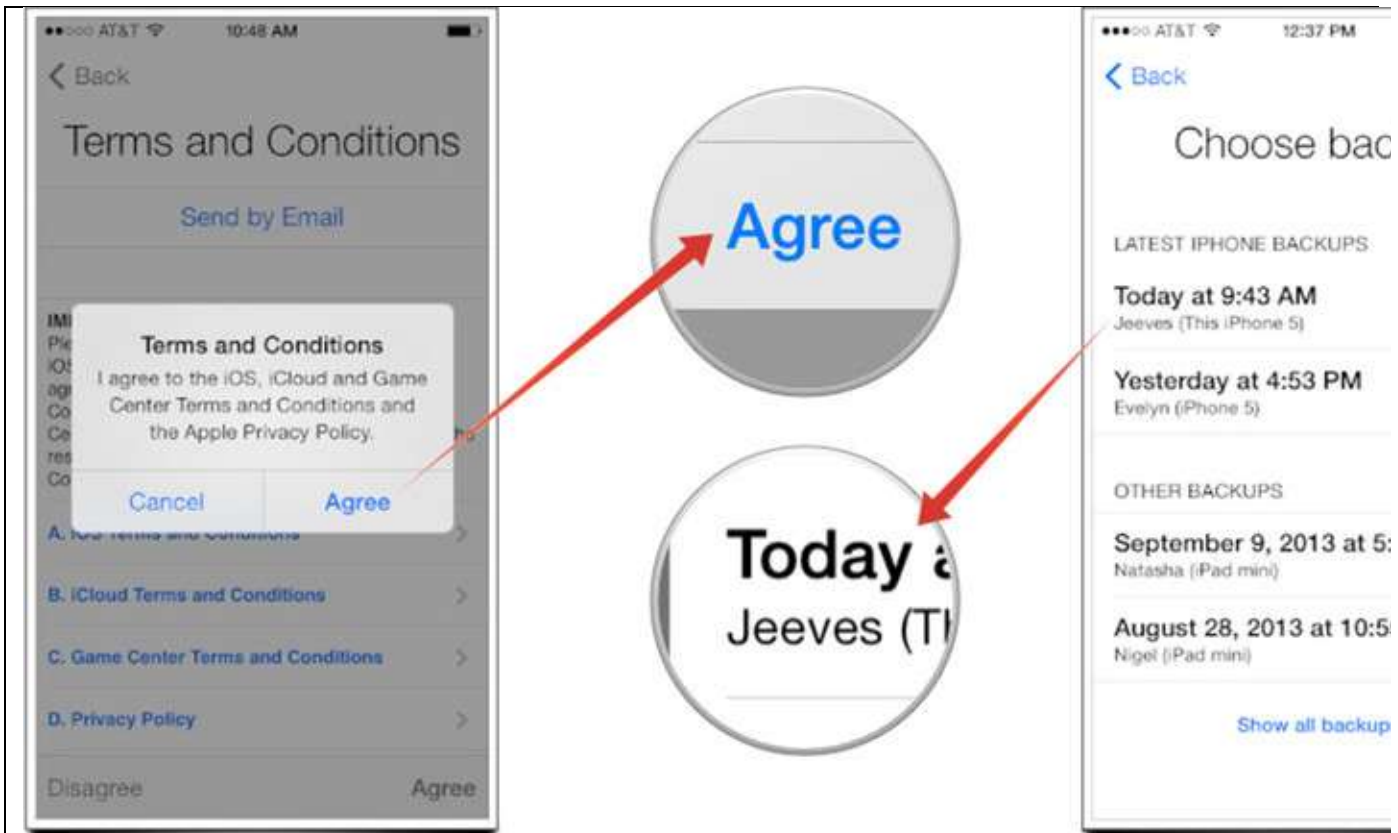 AT&T 10:48 AM
Back
Terms and Conditions
Send by Email
Terms and Conditions
I agree to the iOS, iCloud and Game
Center Terms and Conditions and
the Apple Privacy Policy.
Cancel Agree
A. iOS Terms and Conditions
B. iCloud Terms and Conditions
C. Game Center Terms and Conditions
D. Privacy Policy
Disagree Agree
Agree
Today a
Jeeves (Th
AT&T 12:37 PM
Back
Choose bac
LATEST IPHONE BACKUPS
Today at 9:43 AM
Jeeves (This iPhone 5)
Yesterday at 4:53 PM
Evelyn (iPhone 5)
OTHER BACKUPS
September 9, 2013 at 5:
Natasha (iPad mini)
August 28, 2013 at 10:5
Nigel (iPad mini)
Show all backup